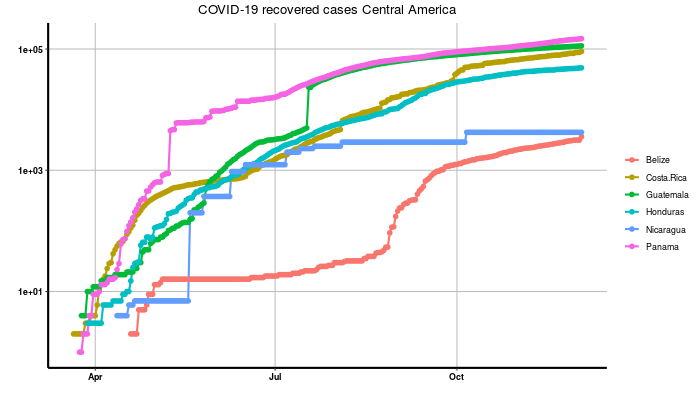 COVID-19 recovered cases Central America
1e+05
1e+03
1e+01
Apr
Jul
Oct
Belize
Costa.Rica
Guatemala
Honduras
Nicaragua
Panama